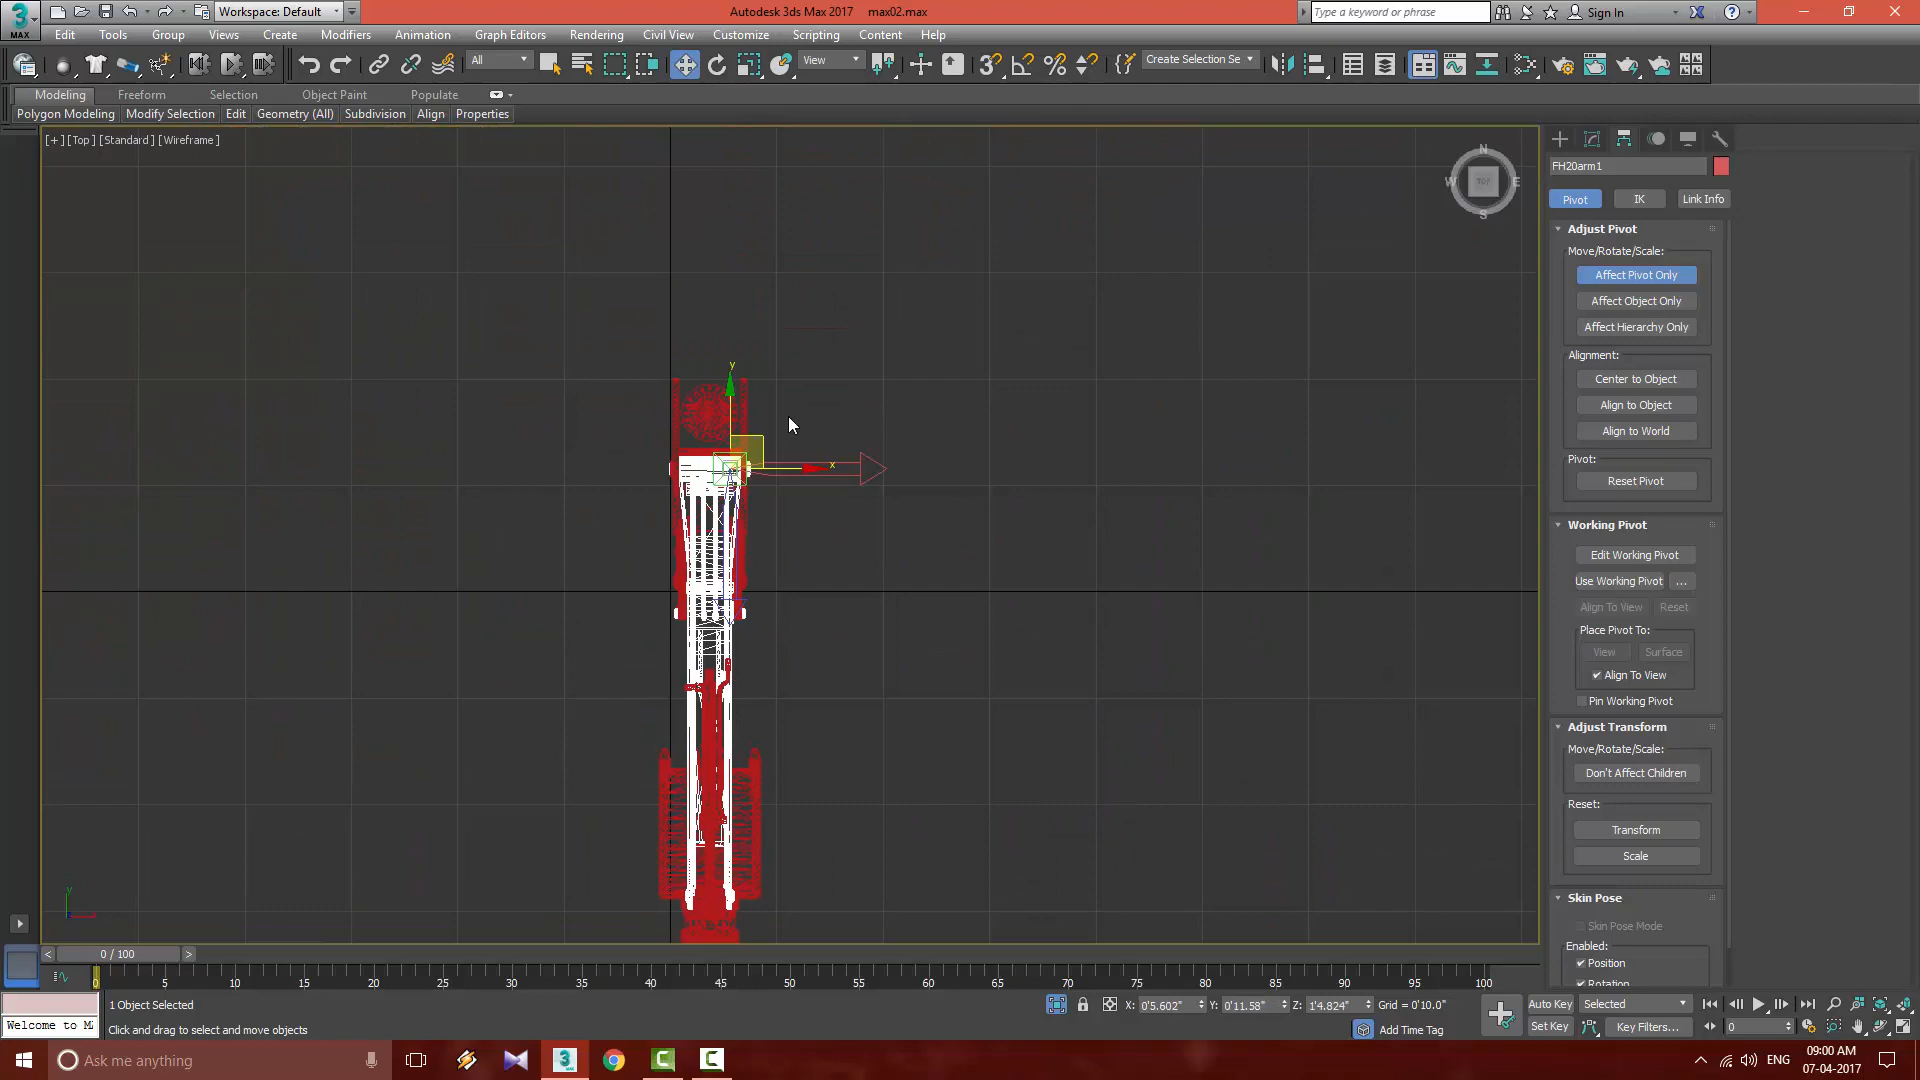 Workspace: Default
Autodesk 3ds Max 2017 max02.max
Type a keyword or phrase
Sign In
MAX
Edit Tools Group Views Create Modifiers Animation Graph Editors Rendering Civil View Customize Scripting Content Help
All
View
Create Selection Se
Modeling Freeform Selection Object Paint Populate
Polygon Modeling Modify Selection Edit Geometry (All) Subdivision Align Properties
[+] [Top] [Standard] [Wireframe]
N
W TOP E
S
y
x
y
FH20arm1
Pivot IK Link Info
Adjust Pivot
Move/Rotate/Scale:
Affect Pivot Only
Affect Object Only
Affect Hierarchy Only
Alignment:
Center to Object
Align to Object
Align to World
Pivot:
Reset Pivot
Working Pivot
Edit Working Pivot
Use Working Pivot ...
Align To View Reset
Place Pivot To:
View Surface
Align To View
Pin Working Pivot
Adjust Transform
Move/Rotate/Scale:
Don't Affect Children
Reset:
Transform
Scale
Skin Pose
Skin Pose Mode
Enabled:
Position
Rotation
< 0 / 100 >
0 5 10 15 20 25 30 35 40 45 50 55 60 65 70 75 80 85 90 95 100
1 Object Selected
X: 0'5.602" Y: 0'11.58" Z: 1'4.824" Grid = 0'10.0"
Auto Key Selected
Welcome to M
Click and drag to select and move objects
Add Time Tag
Set Key Key Filters...
0
Ask me anything
3
MAX
ENG
09:00 AM
07-04-2017